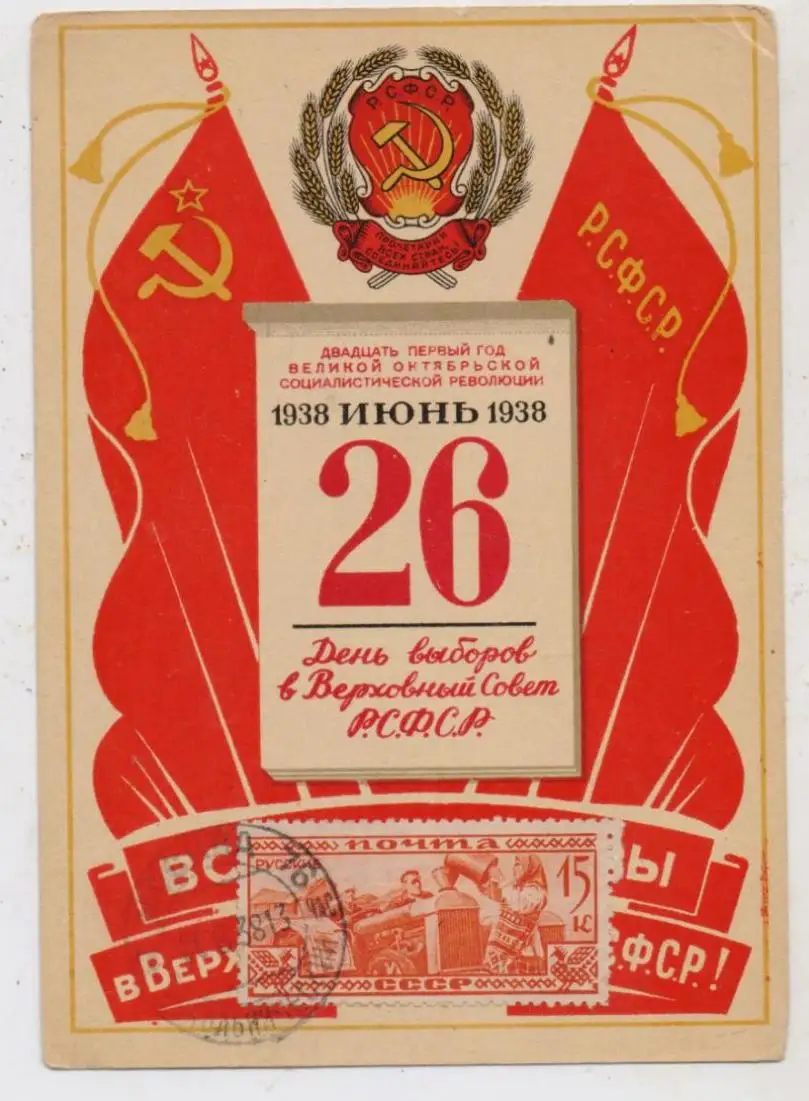 Р.С.Ф.С.Р.
ПРОЛЕТАРИИ
ВСЕХ СТРАН,
СОЕДИНЯЙТЕСЬ!
Р.С.Ф.С.Р.
ДВАДЦАТЬ ПЕРВЫЙ ГОД
ВЕЛИКОЙ ОКТЯБРЬСКОЙ
СОЦИАЛИСТИЧЕСКОЙ РЕВОЛЮЦИИ
1938 ИЮНЬ 1938
26
День выборов
в Верховный Совет
Р.С.Ф.С.Р.
ПОЧТА
РУССКИЕ
15
К
СССР